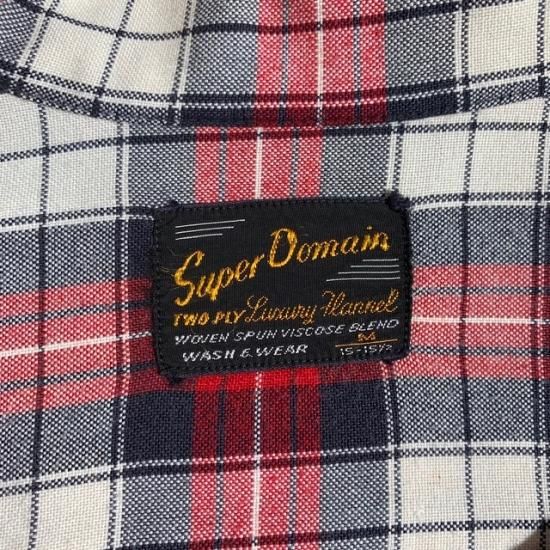 Super Domain
TWO PLY Luxury Flannel
WOVEN SPUN VISCOSE BLEND
WASH & WEAR
M
15-15½